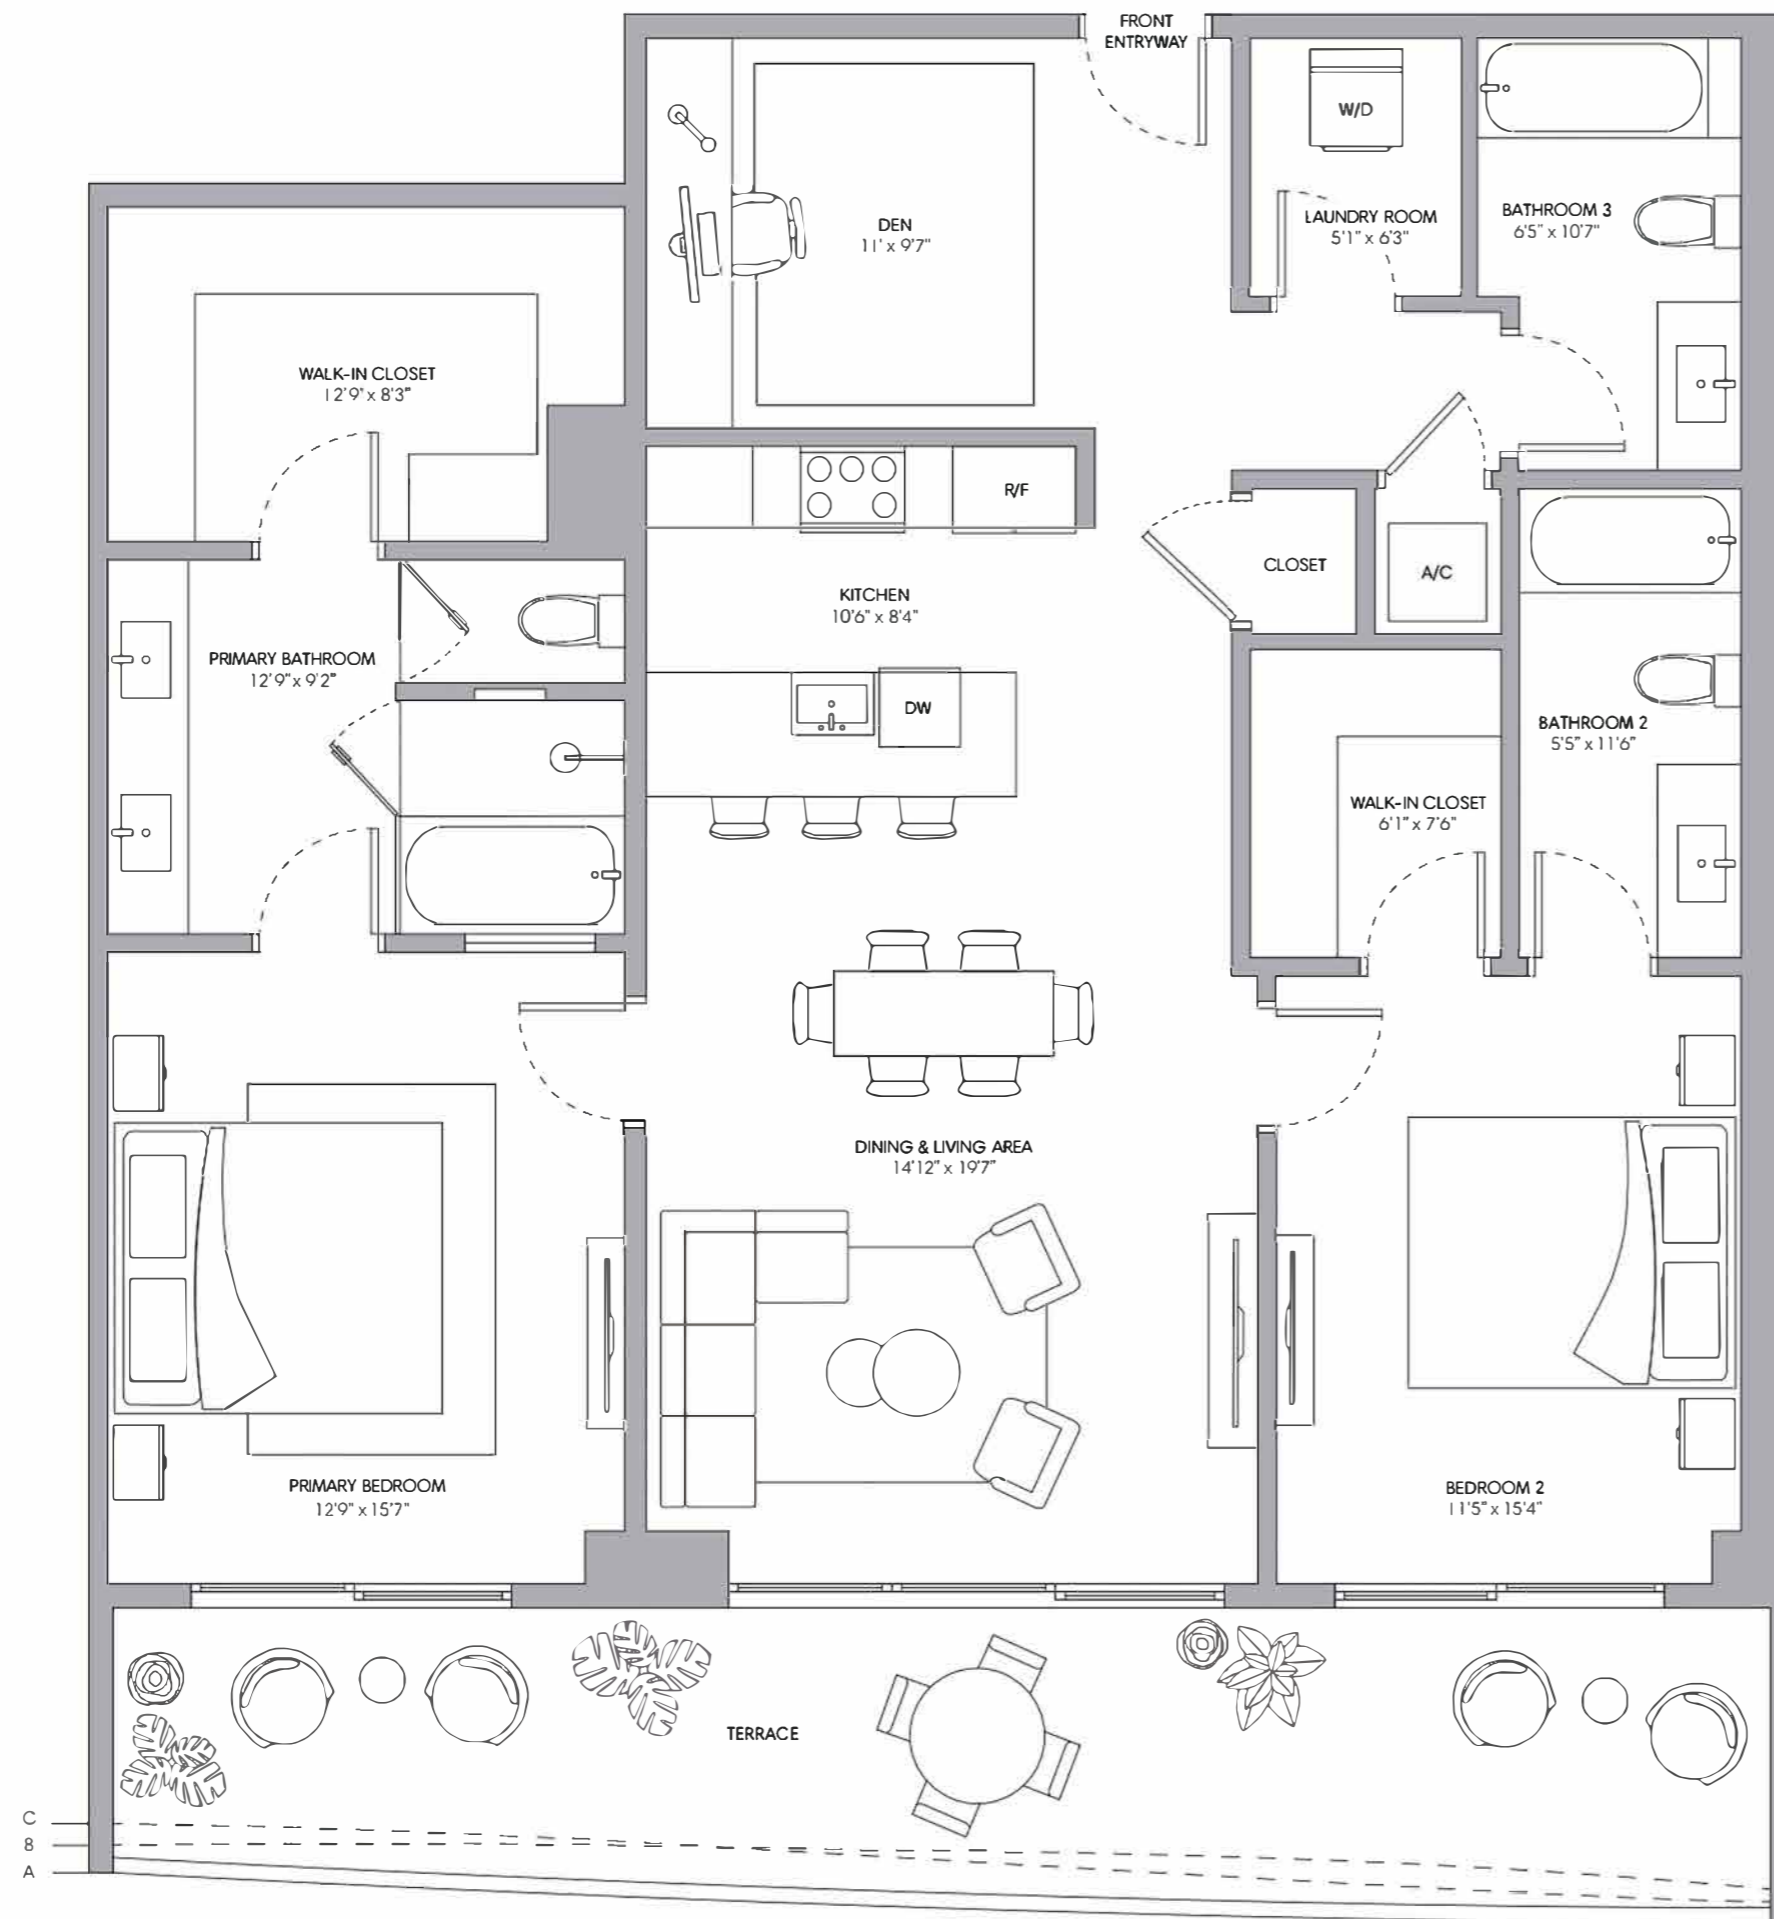 FRONT
ENTRYWAY
W/D
DEN
11' x 9'7"
LAUNDRY ROOM
5'1" x 6'3"
BATHROOM 3
6'5" x 10'7"
WALK-IN CLOSET
12'9" x 8'3"
R/F
CLOSET
A/C
KITCHEN
10'6" x 8'4"
PRIMARY BATHROOM
12'9" x 9'2"
DW
BATHROOM 2
5'5" x 11'6"
WALK-IN CLOSET
6'1" x 7'6"
DINING & LIVING AREA
14'12" x 19'7"
PRIMARY BEDROOM
12'9" x 15'7"
BEDROOM 2
11'5" x 15'4"
TERRACE
C
8
A